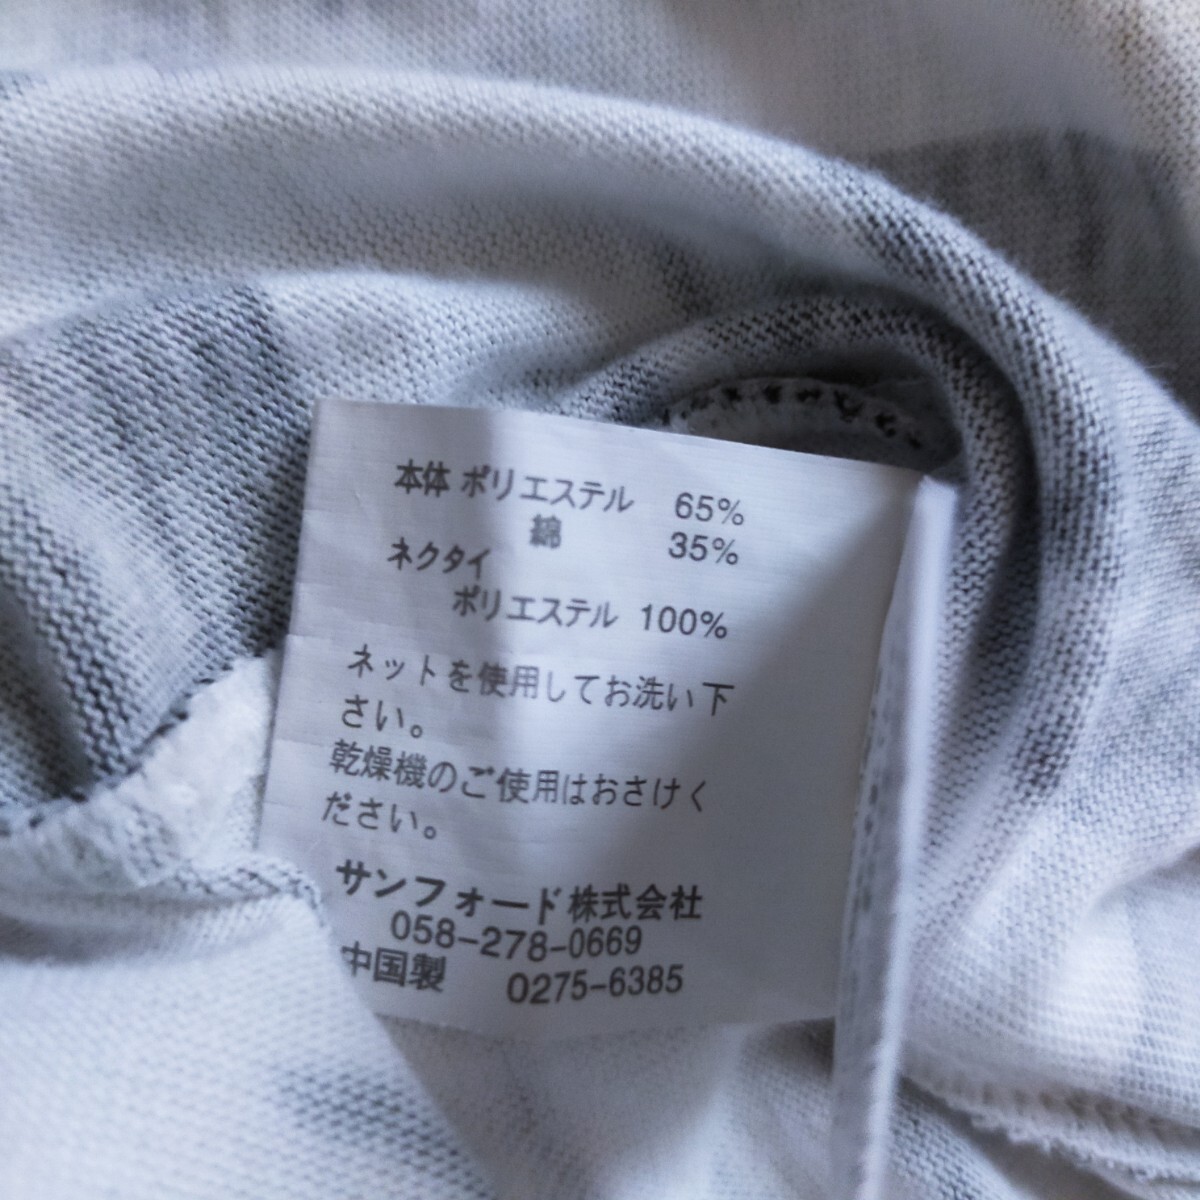 本体 ポリエステル 65%
綿 35%
ネクタイ
ポリエステル 100%
ネットを使用してお洗い下
さい。
乾燥機のご使用はおさけく
ださい。
サンフォード株式会社
058-278-0669
中国製 0275-6385